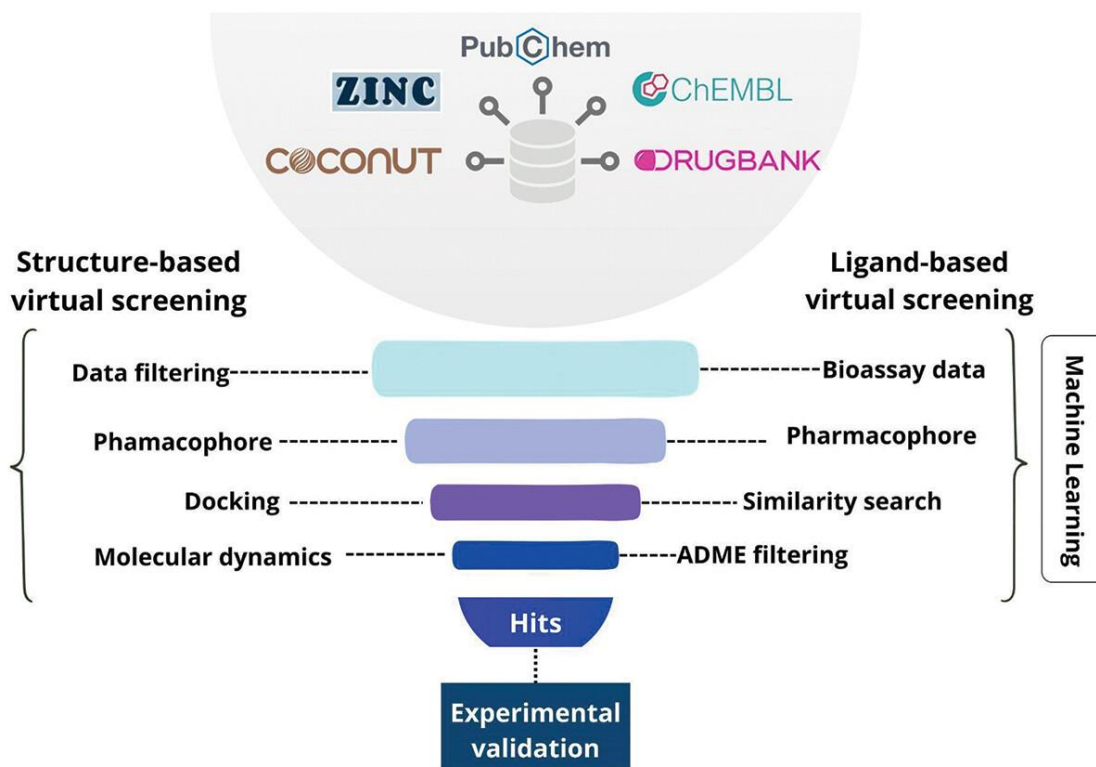 PubChem
ZINC
ChEMBL
COCONUT
DRUGBANK
Structure-based
virtual screening
Ligand-based
virtual screening
Data filtering
Bioassay data
Phamacophore
Pharmacophore
Docking
Similarity search
Molecular dynamics
ADME filtering
Machine Learning
Hits
Experimental
validation